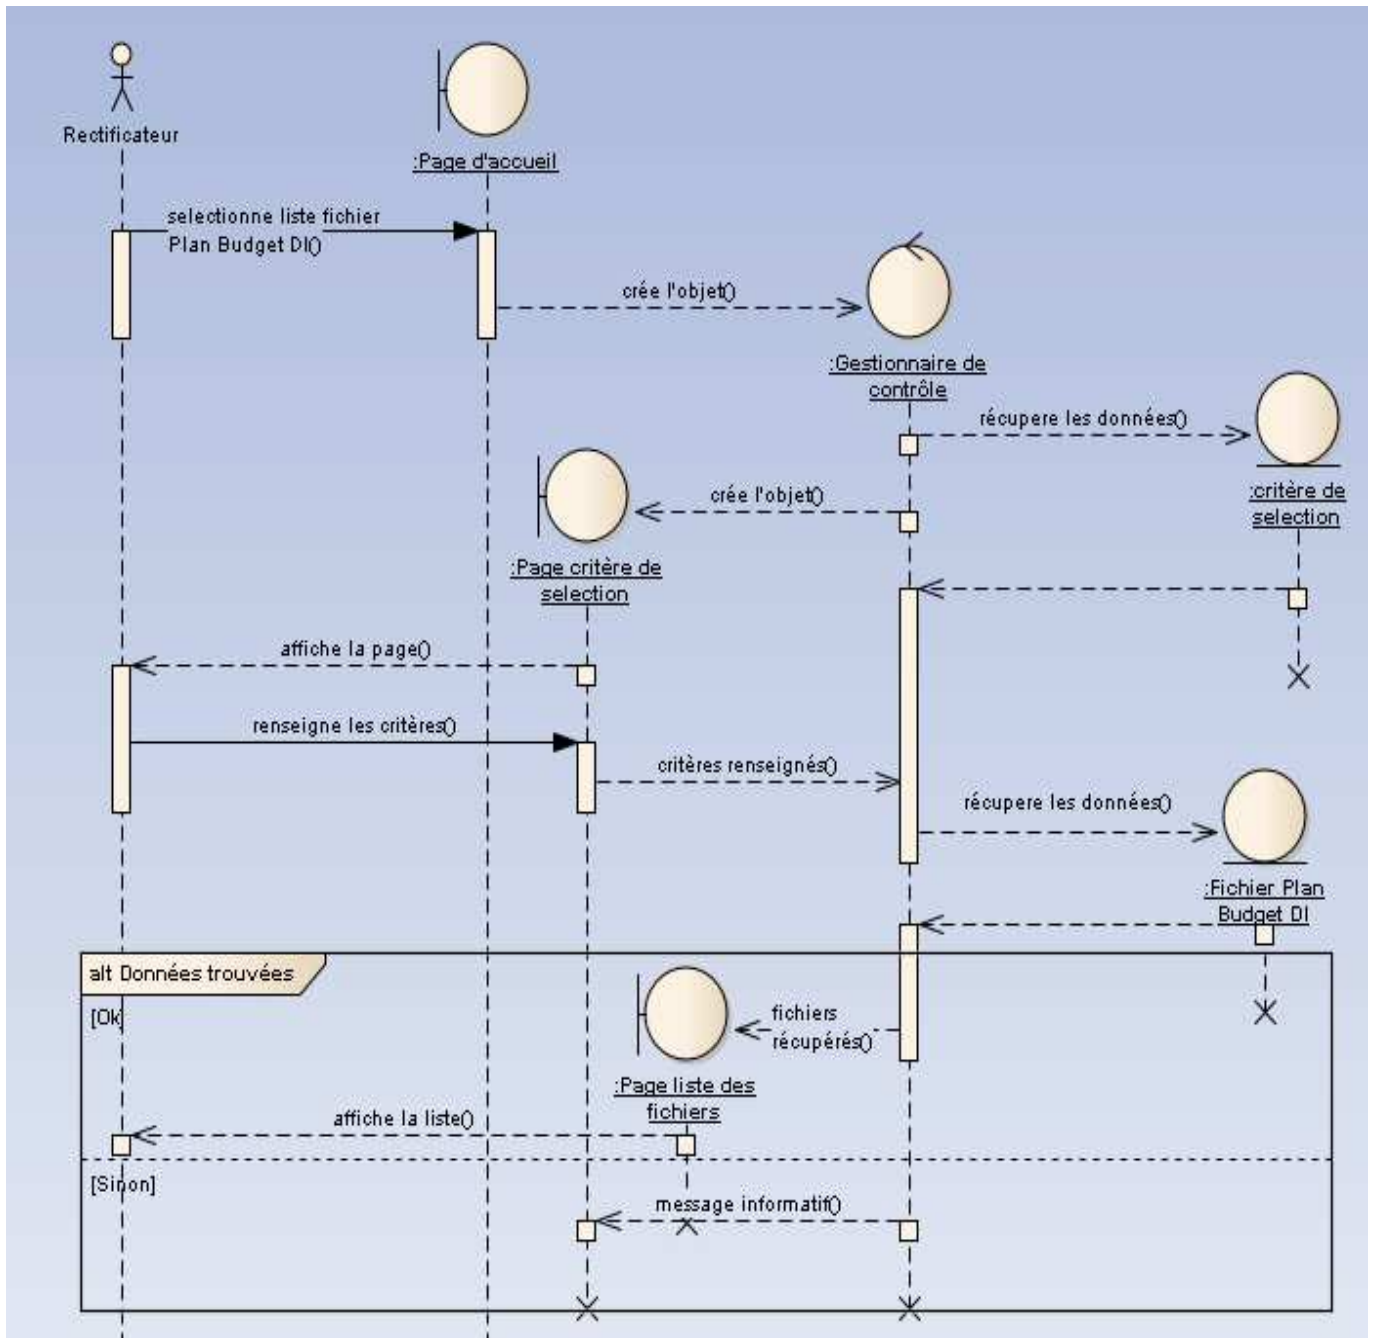 Rectificateur
:Page d'accueil
selectionne liste fichier
Plan Budget DI()
crée l'objet()
:Gestionnaire de
contrôle
récupere les données()
crée l'objet()
:critère de
selection
:Page critère de
selection
affiche la page()
renseigne les critères()
critères renseignés()
récupere les données()
:Fichier Plan
Budget DI
alt Données trouvées
[Ok]
fichiers
récupérés()
:Page liste des
fichiers
affiche la liste()
[Sinon]
message informatif()